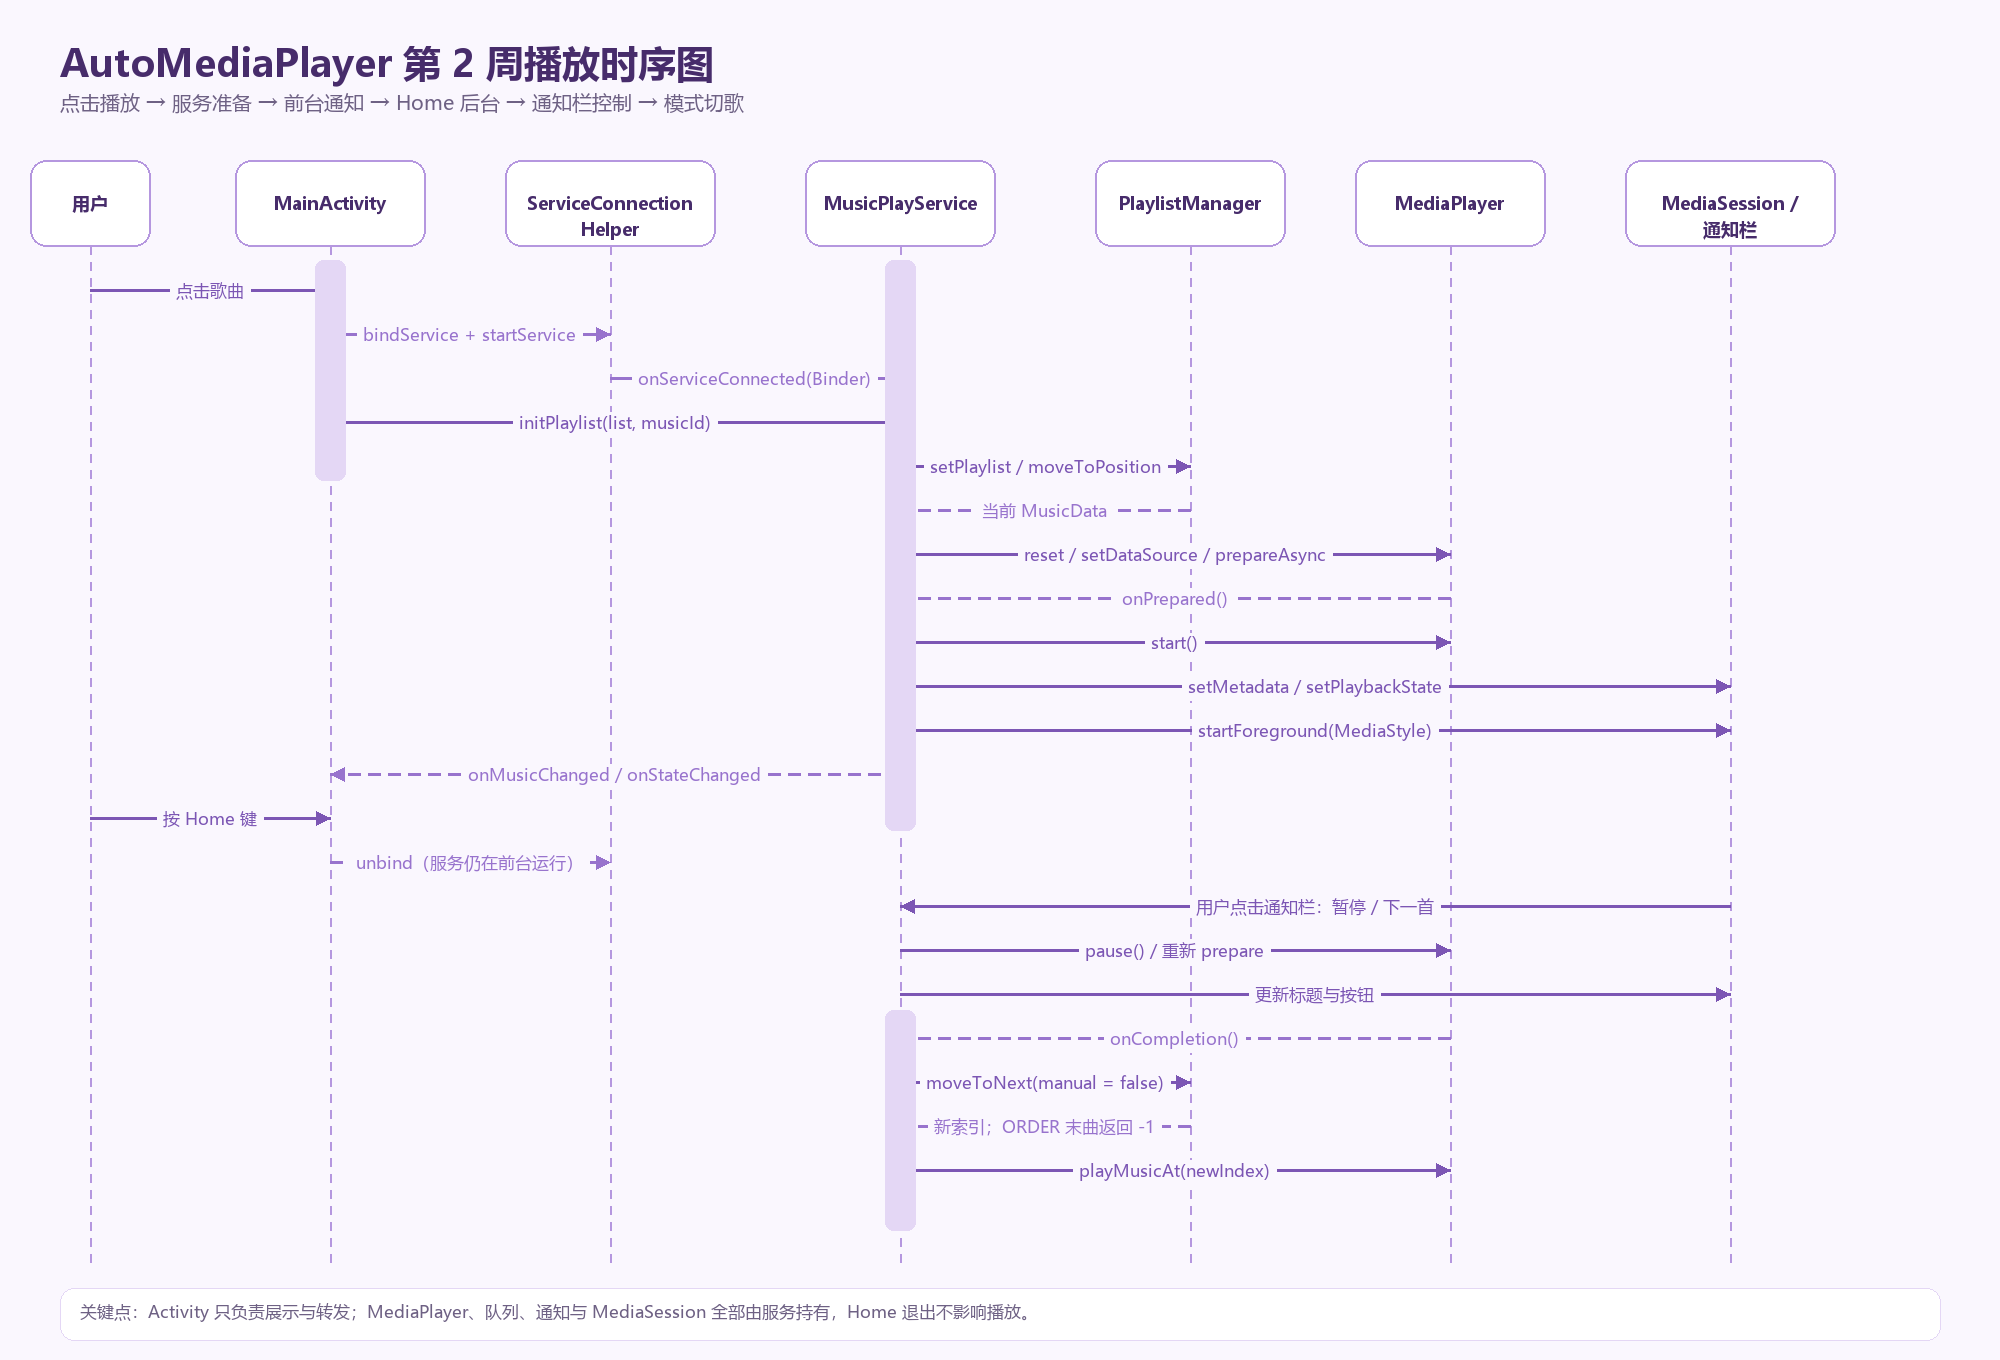 AutoMediaPlayer 第 2 周播放时序图
点击播放 → 服务准备 → 前台通知 → Home 后台 → 通知栏控制 → 模式切歌
用户
MainActivity
ServiceConnection
Helper
MusicPlayService
PlaylistManager
MediaPlayer
MediaSession /
通知栏
点击歌曲
bindService + startService
onServiceConnected(Binder)
initPlaylist(list, musicId)
setPlaylist / moveToPosition
当前 MusicData
reset / setDataSource / prepareAsync
onPrepared()
start()
setMetadata / setPlaybackState
startForeground(MediaStyle)
onMusicChanged / onStateChanged
按 Home 键
unbind（服务仍在前台运行）
用户点击通知栏：暂停 / 下一首
pause() / 重新 prepare
更新标题与按钮
onCompletion()
moveToNext(manual = false)
新索引；ORDER 末曲返回 -1
playMusicAt(newIndex)
关键点：Activity 只负责展示与转发；MediaPlayer、队列、通知与 MediaSession 全部由服务持有，Home 退出不影响播放。